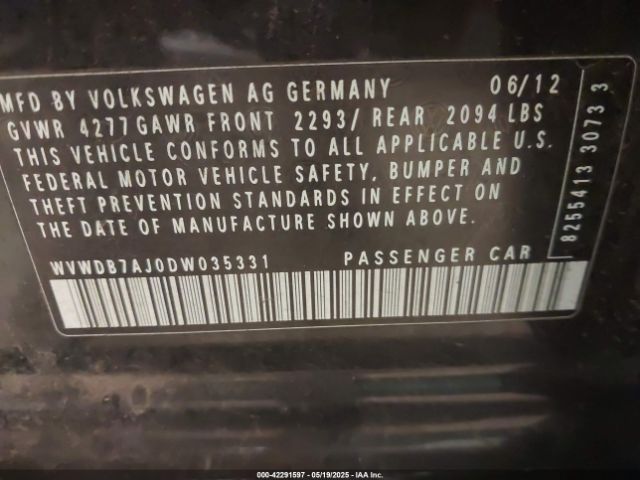 MFD BY VOLKSWAGEN AG GERMANY 06/12
GVWR 4277 GAWR FRONT 2293/ REAR 2094 LBS
THIS VEHICLE CONFORMS TO ALL APPLICABLE U.S.
FEDERAL MOTOR VEHICLE SAFETY, BUMPER AND
THEFT PREVENTION STANDARDS IN EFFECT ON
THE DATE OF MANUFACTURE SHOWN ABOVE.
WVWDB7AJ0DW035331 PASSENGER CAR
8255413 3073 3
000-42291597 - 05/19/2025 - IAA Inc.